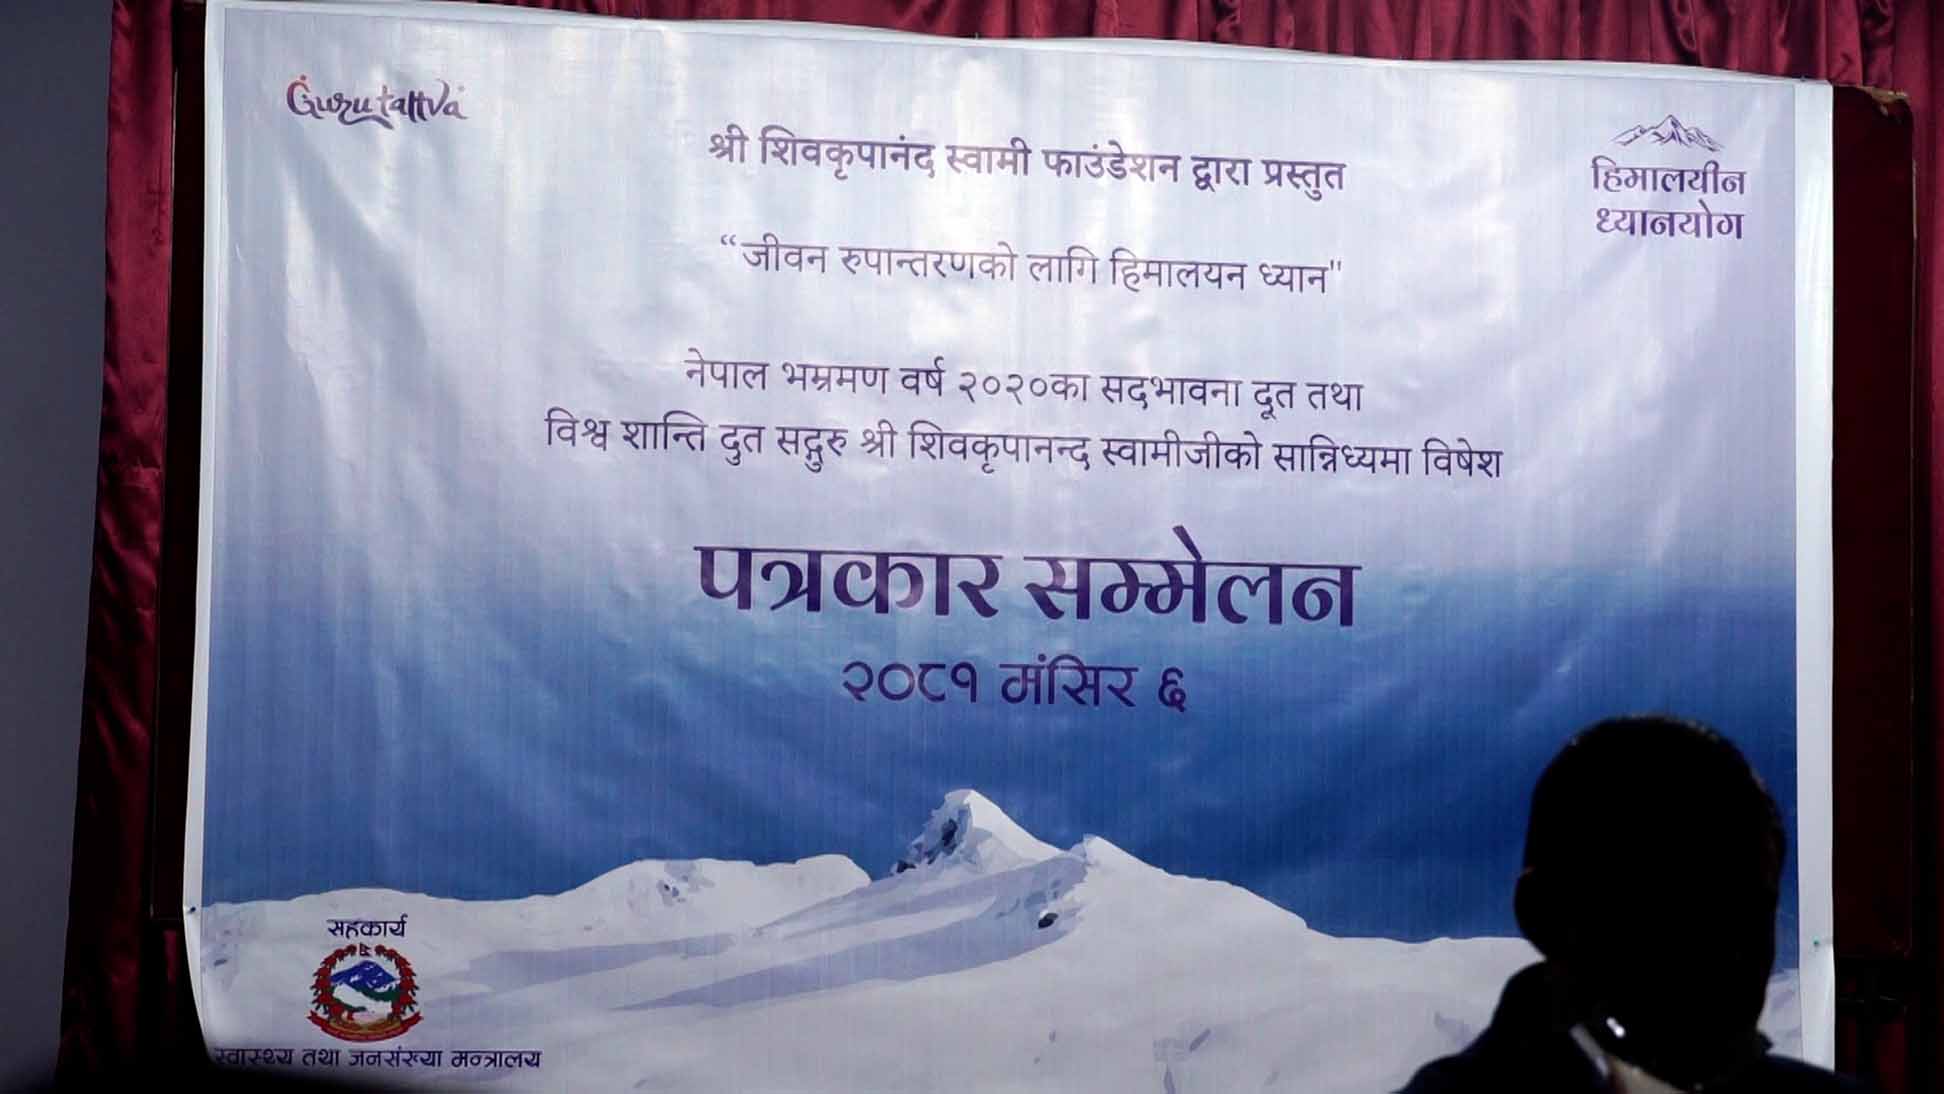 Gurutattva
श्री शिवकृपानंद स्वामी फाउंडेशन द्वारा प्रस्तुत
हिमालयीन
ध्यानयोग
“जीवन रुपान्तरणको लागि हिमालयन ध्यान"
नेपाल भम्रमण वर्ष २०२०का सदभावना दूत तथा
विश्व शान्ति दुत सद्गुरु श्री शिवकृपानन्द स्वामीजीको सान्निध्यमा विषेश
पत्रकार सम्मेलन
२०८१ मंसिर ६
सहकार्य
स्वास्थ्य तथा जनसंख्या मन्त्रालय